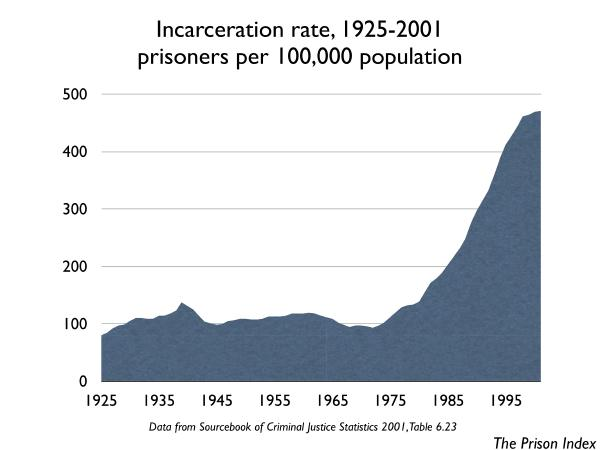 Incarceration rate, 1925-2001
prisoners per 100,000 population
500
400
300
200
100
0
1925 1935 1945 1955 1965 1975 1985 1995
Data from Sourcebook of Criminal Justice Statistics 2001,Table 6.23
The Prison Index